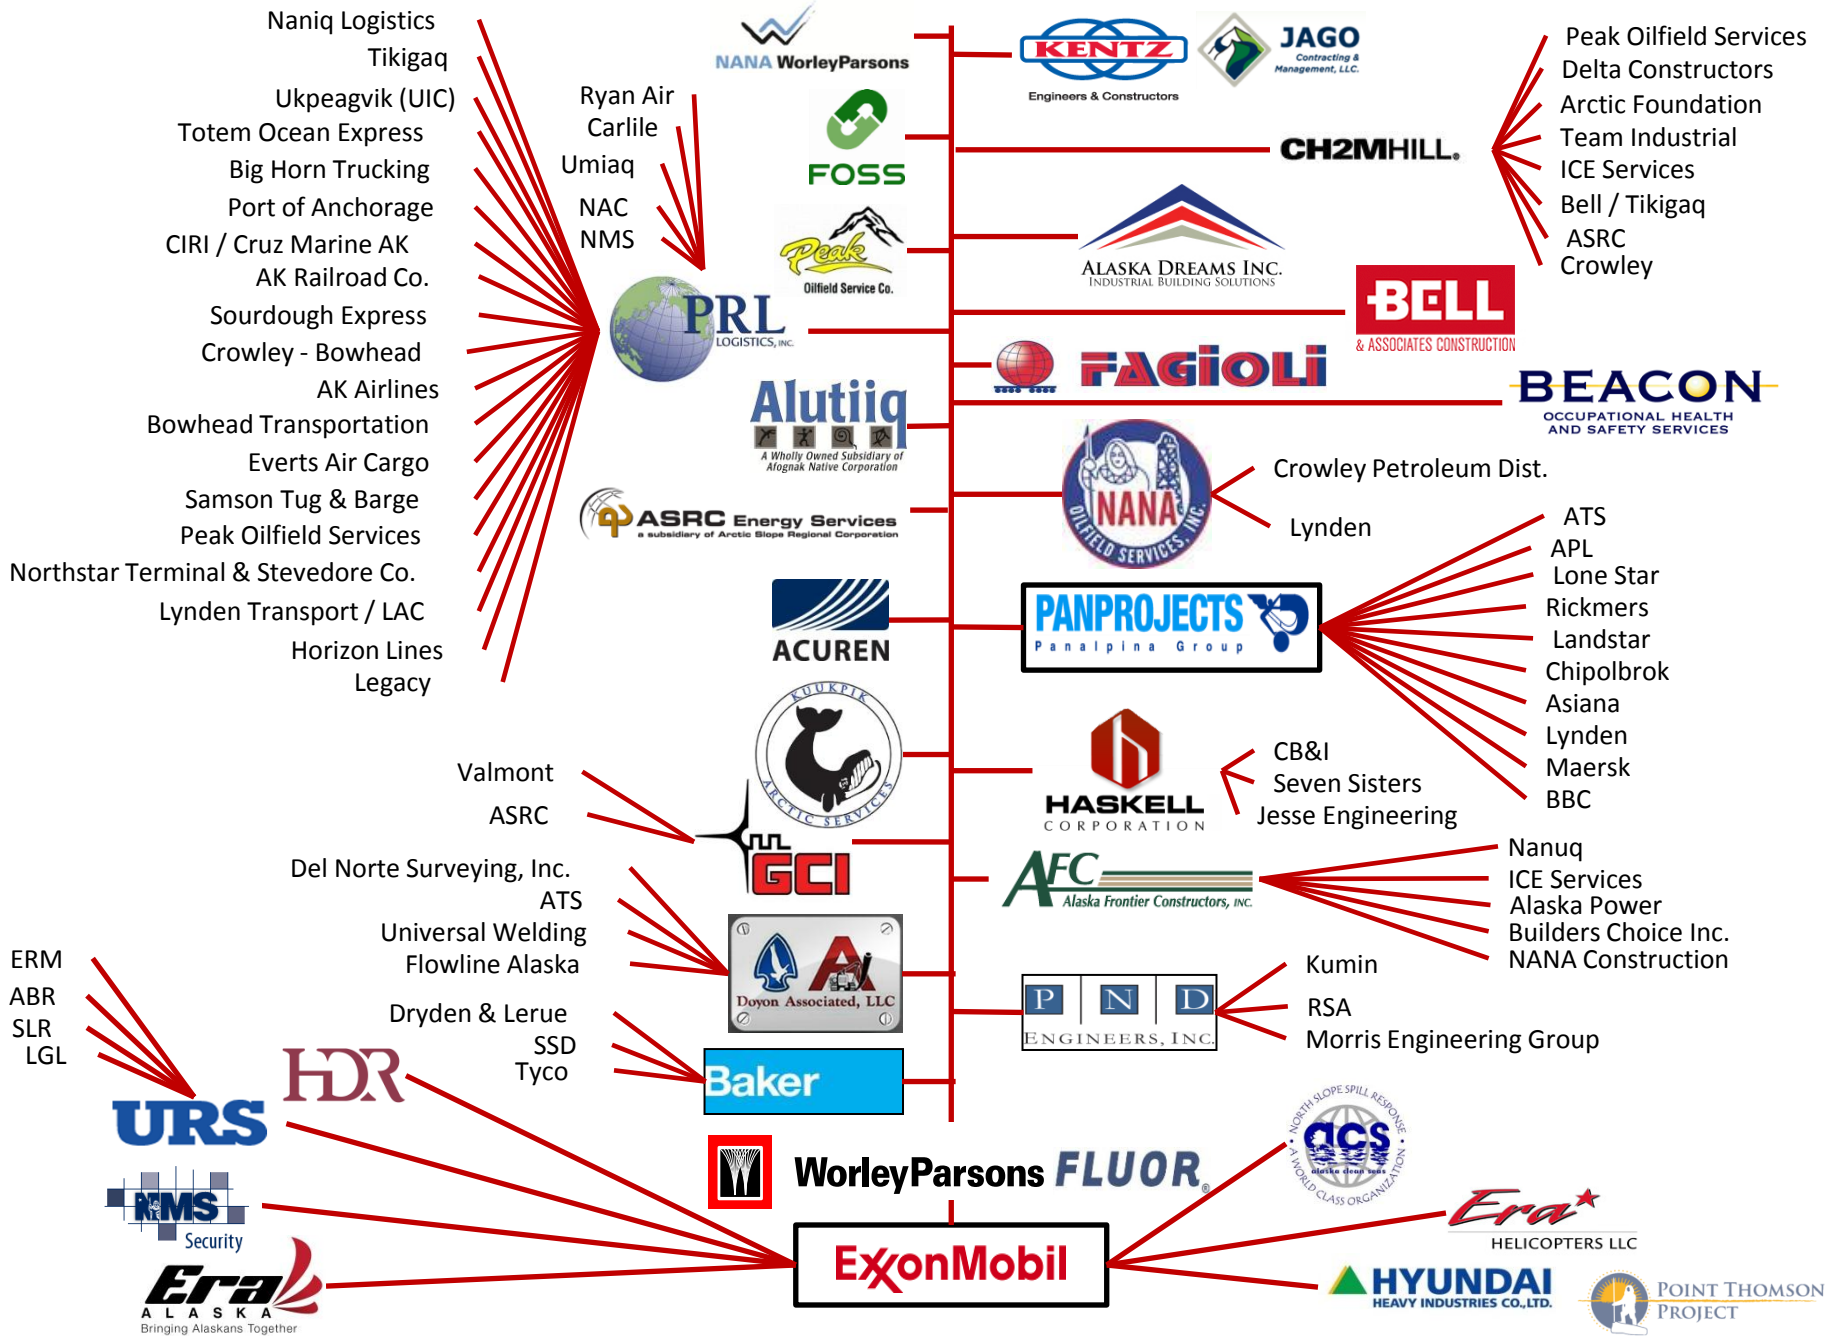 Naniq Logistics
Tikigaq
Ukpeagvik (UIC)
Totem Ocean Express
Big Horn Trucking
Port of Anchorage
CIRI / Cruz Marine AK
AK Railroad Co.
Sourdough Express
Crowley - Bowhead
AK Airlines
Bowhead Transportation
Everts Air Cargo
Samson Tug & Barge
Peak Oilfield Services
Northstar Terminal & Stevedore Co.
Lynden Transport / LAC
Horizon Lines
Legacy
Ryan Air
Carlile
Umiaq
NAC
NMS
PRL
LOGISTICS, INC.
NANA WorleyParsons
FOSS
Peak
Oilfield Service Co.
Alutiiq
A Wholly Owned Subsidiary of
Afognak Native Corporation
ASRC Energy Services
a subsidiary of Arctic Slope Regional Corporation
ACUREN
KUUKPIK
ARCTIC SERVICES
Valmont
ASRC
GCI
Del Norte Surveying, Inc.
ATS
Universal Welding
Flowline Alaska
Doyon Associated, LLC
Dryden & Lerue
SSD
Tyco
Baker
KENTZ
Engineers & Constructors
JAGO
Contracting &
Management, LLC.
CH2MHILL®
Peak Oilfield Services
Delta Constructors
Arctic Foundation
Team Industrial
ICE Services
Bell / Tikigaq
ASRC
Crowley
ALASKA DREAMS INC.
INDUSTRIAL BUILDING SOLUTIONS
BELL
& ASSOCIATES CONSTRUCTION
FAGIOLI
BEACON
OCCUPATIONAL HEALTH
AND SAFETY SERVICES
NANA
OILFIELD SERVICES, INC.
Crowley Petroleum Dist.
Lynden
PANPROJECTS
Panalpina Group
ATS
APL
Lone Star
Rickmers
Landstar
Chipolbrok
Asiana
Lynden
Maersk
BBC
HASKELL
CORPORATION
CB&I
Seven Sisters
Jesse Engineering
AFC
Alaska Frontier Constructors, INC.
Nanuq
ICE Services
Alaska Power
Builders Choice Inc.
NANA Construction
P N D
ENGINEERS, INC.
Kumin
RSA
Morris Engineering Group
ERM
ABR
SLR
LGL
URS
HDR
NMS
Security
Era
ALASKA
Bringing Alaskans Together
WorleyParsons
FLUOR®
ExxonMobil
NORTH SLOPE SPILL RESPONSE
acs
alaska clean seas
A WORLD CLASS ORGANIZATION
Era
HELICOPTERS LLC
HYUNDAI
HEAVY INDUSTRIES CO.,LTD.
POINT THOMSON
PROJECT